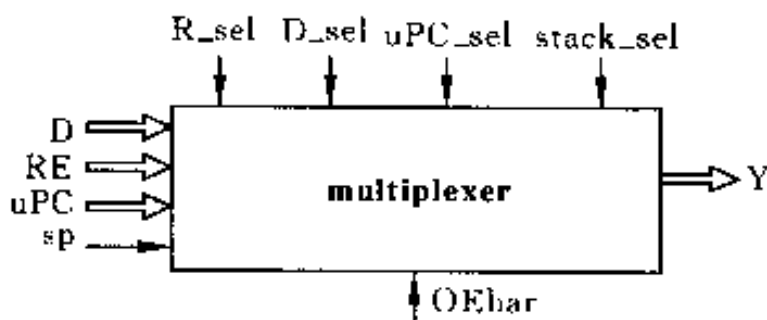 R_sel D_sel uPC_sel stack_sel
D
RE
uPC
sp
multiplexer
Y
OEbar